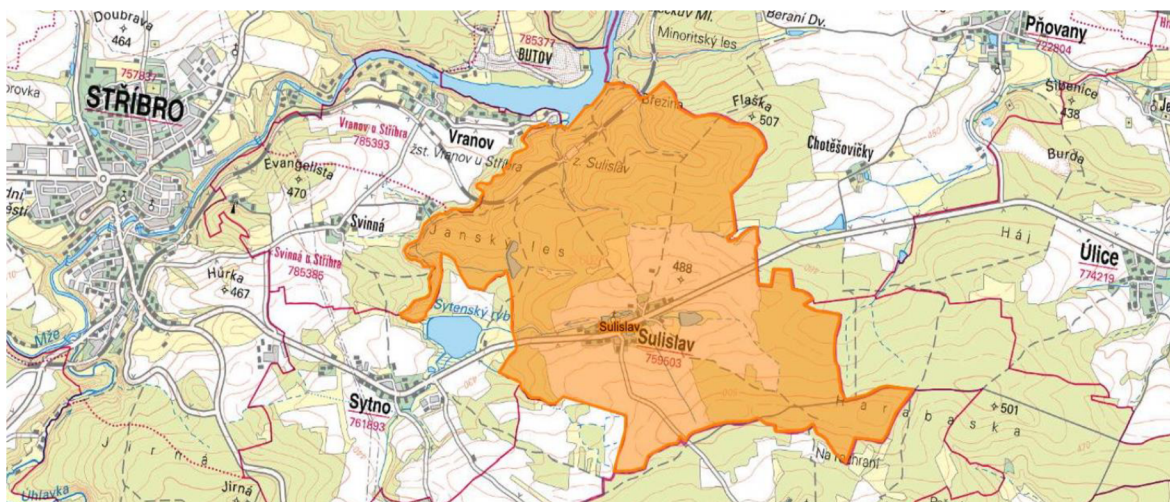 Doubrava
464
757837
STŘÍBRO
Evangelista
470
Vranov u Stříbra
785393
Vranov
žst. Vranov u Stříbra
785377
BUTOV
Minoritský les
Beraní Dv.
Březina
Flaška
507
z. Sulislav
Pňovany
722804
Šibenice
438
Burda
Chotěšovičky
Svinná
Svinná u Stříbra
785386
Hůrka
467
Mže
Janský les
Sytenský ryb.
488
Sulislav
Sulislav
759503
Háj
Úlice
774219
Sytno
761893
Jirná
Jirná
Úhlavka
Harabaska
501
Na rozhraní